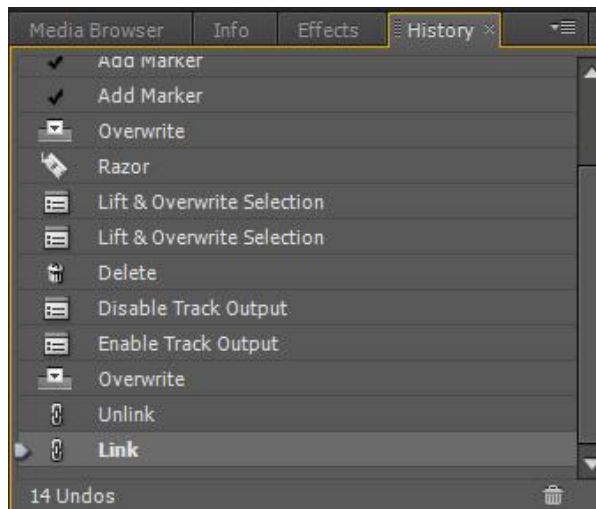 Media Browser Info Effects History
Add Marker
Add Marker
Overwrite
Razor
Lift & Overwrite Selection
Lift & Overwrite Selection
Delete
Disable Track Output
Enable Track Output
Overwrite
Unlink
Link
14 Undos